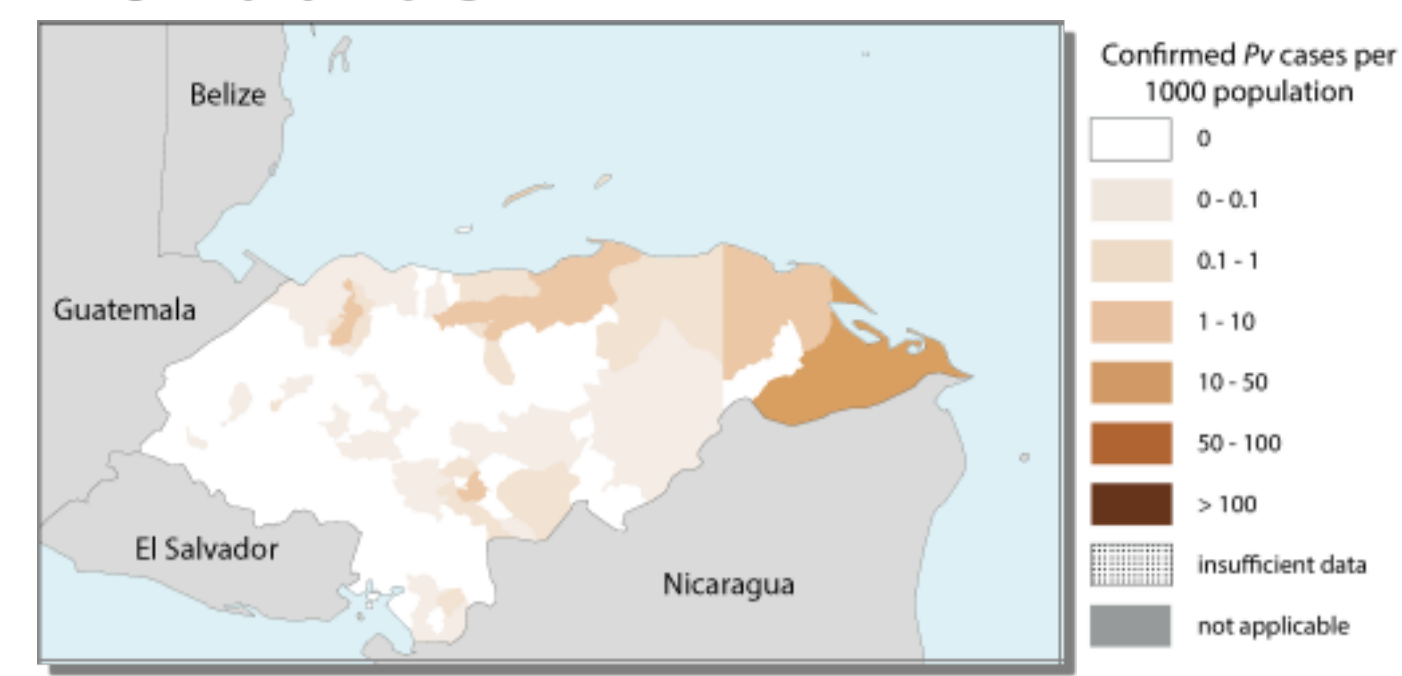 Confirmed Pv cases per
1000 population
0
0 - 0.1
0.1 - 1
1 - 10
10 - 50
50 - 100
> 100
insufficient data
not applicable
Belize
Guatemala
El Salvador
Nicaragua